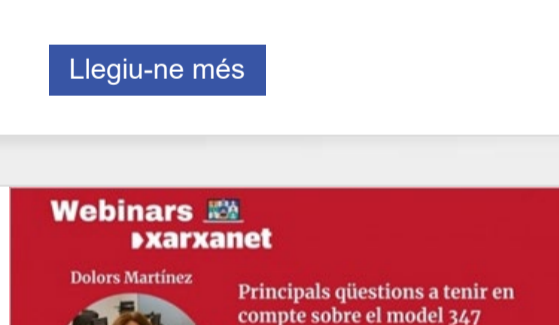 Llegiu-ne més
Webinars
xarxanet
Dolors Martínez
Principals qüestions a tenir en
compte sobre el model 347